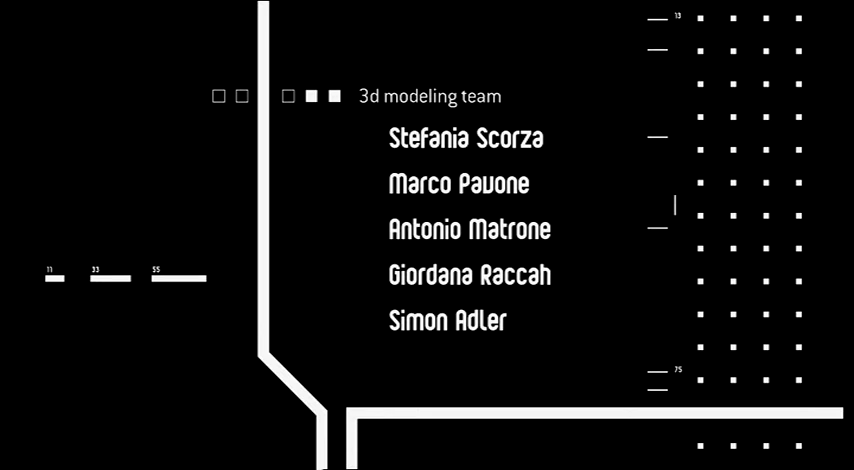 13
3d modeling team
Stefania Scorza
Marco Pavone
Antonio Matrone
Giordana Raccah
Simon Adler
11 33 55
75